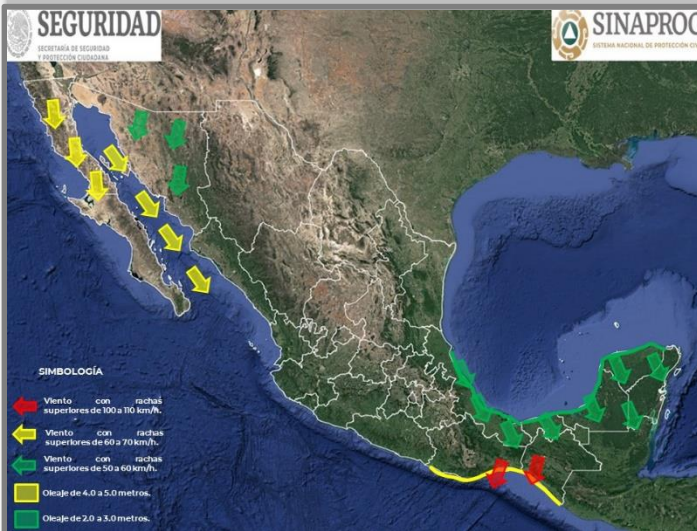 SEGURIDAD
SECRETARÍA DE SEGURIDAD
Y PROTECCIÓN CIUDADANA
SINAPROC
SISTEMA NACIONAL DE PROTECCIÓN CIV
SIMBOLOGÍA
Viento con rachas
superiores de 100 a 110 km/h.
Viento con rachas
superiores de 60 a 70 km/h.
Viento con rachas
superiores de 50 a 60 km/h.
Oleaje de 4.0 a 5.0 metros.
Oleaje de 2.0 a 3.0 metros.